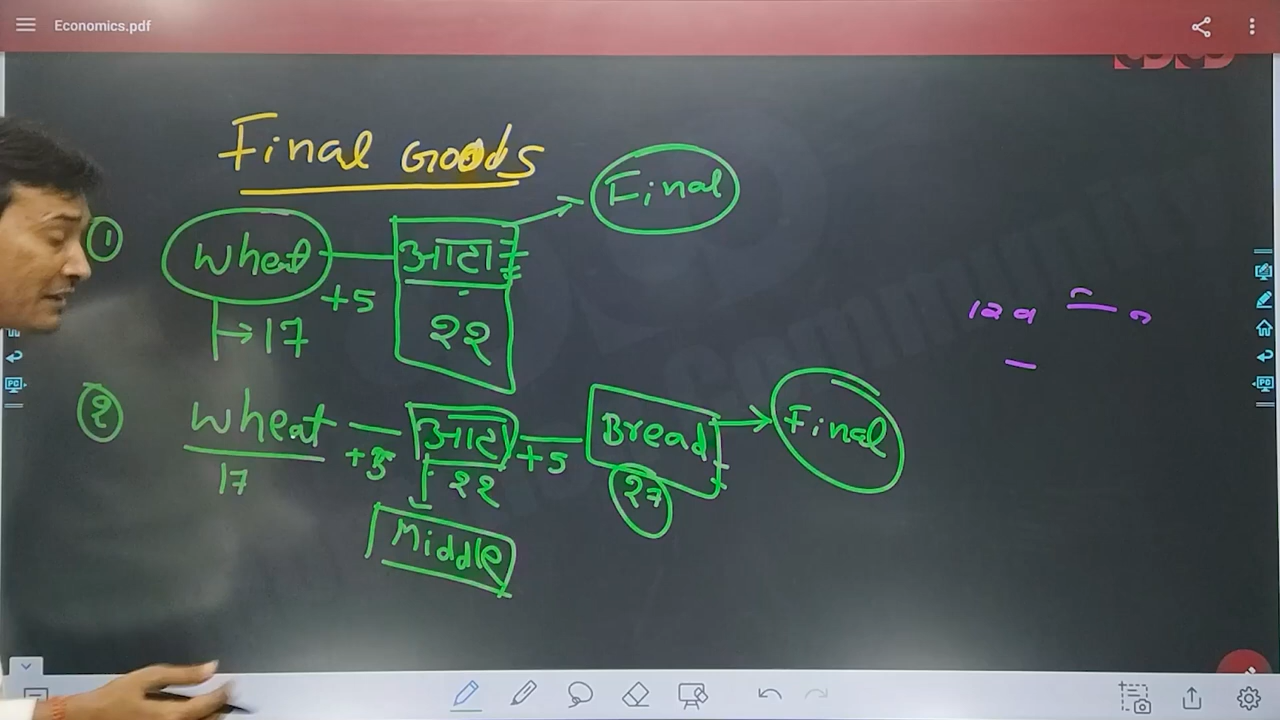 Economics.pdf
Final Goods
① Wheat +5 आटा → Final
→ 17 २२
② Wheat +5 आटा +5 Bread → Final
17 २२ २७
Middle